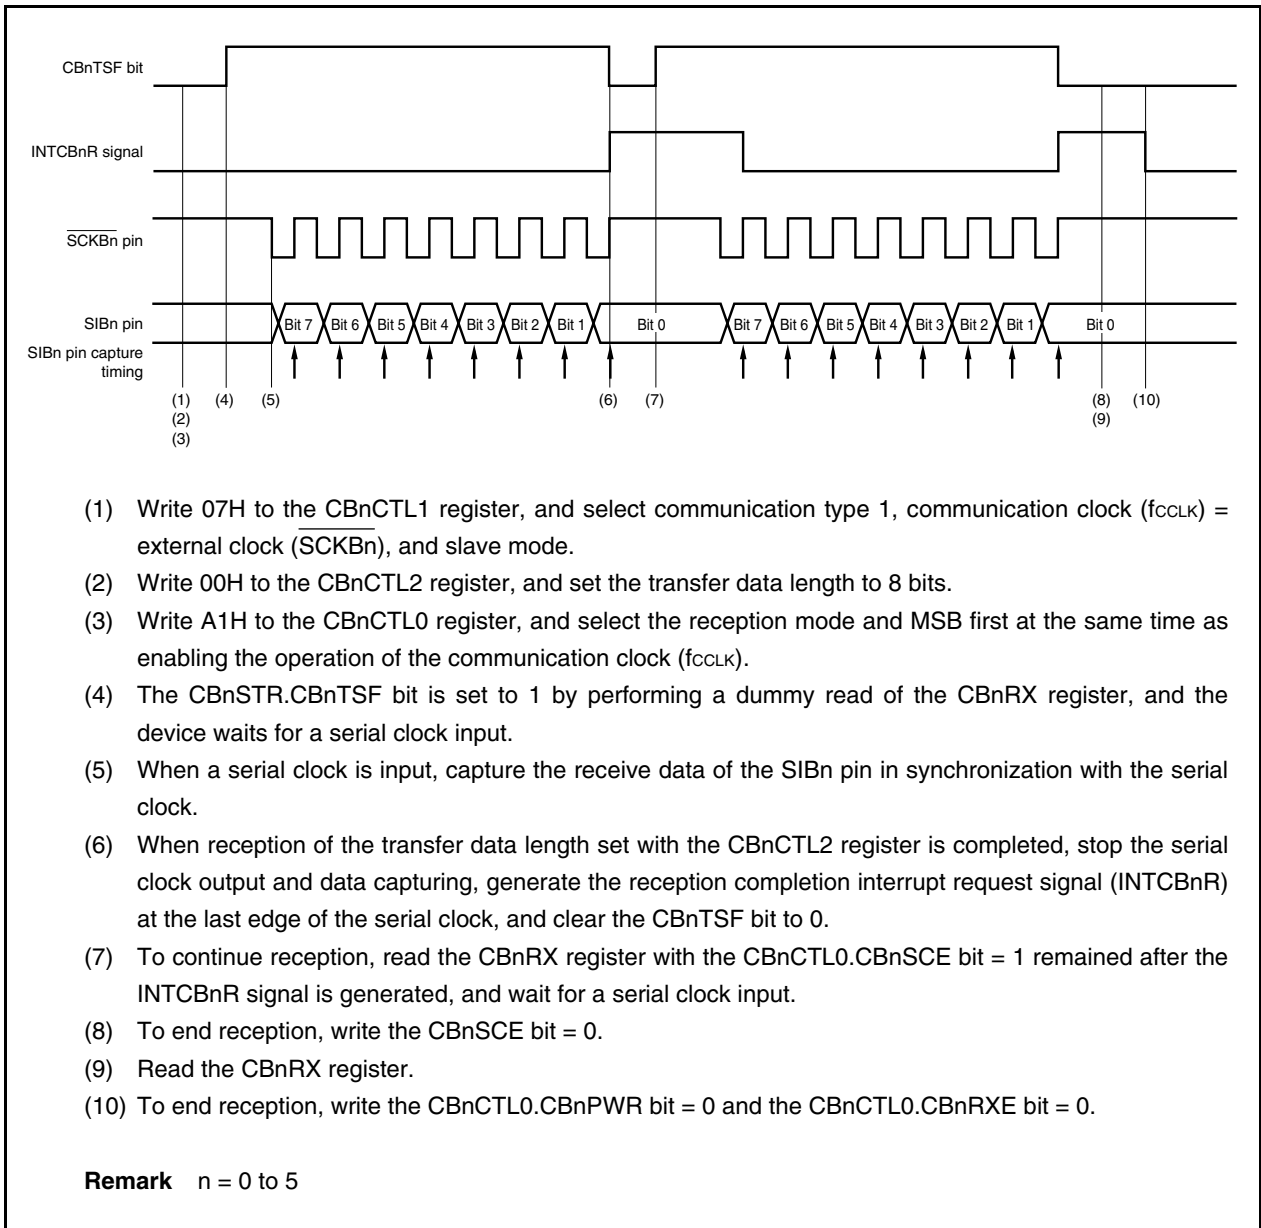 CBnTSF bit
INTCBnR signal
SCKBn pin
SIBn pin
Bit 7 Bit 6 Bit 5 Bit 4 Bit 3 Bit 2 Bit 1 Bit 0 Bit 7 Bit 6 Bit 5 Bit 4 Bit 3 Bit 2 Bit 1 Bit 0
SIBn pin capture
timing
(1) (4) (5) (6) (7) (8) (10)
(2) (9)
(3)
(1) Write 07H to the CBnCTL1 register, and select communication type 1, communication clock (fCCLK) =
external clock (SCKBn), and slave mode.
(2) Write 00H to the CBnCTL2 register, and set the transfer data length to 8 bits.
(3) Write A1H to the CBnCTL0 register, and select the reception mode and MSB first at the same time as
enabling the operation of the communication clock (fCCLK).
(4) The CBnSTR.CBnTSF bit is set to 1 by performing a dummy read of the CBnRX register, and the
device waits for a serial clock input.
(5) When a serial clock is input, capture the receive data of the SIBn pin in synchronization with the serial
clock.
(6) When reception of the transfer data length set with the CBnCTL2 register is completed, stop the serial
clock output and data capturing, generate the reception completion interrupt request signal (INTCBnR)
at the last edge of the serial clock, and clear the CBnTSF bit to 0.
(7) To continue reception, read the CBnRX register with the CBnCTL0.CBnSCE bit = 1 remained after the
INTCBnR signal is generated, and wait for a serial clock input.
(8) To end reception, write the CBnSCE bit = 0.
(9) Read the CBnRX register.
(10) To end reception, write the CBnCTL0.CBnPWR bit = 0 and the CBnCTL0.CBnRXE bit = 0.
Remark n = 0 to 5